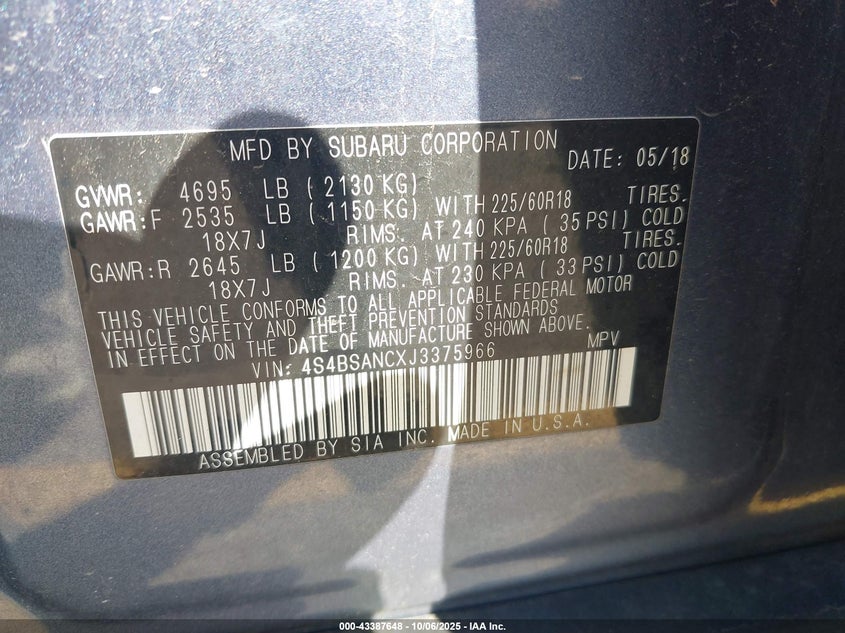 MFD BY SUBARU CORPORATION DATE: 05/18
GVWR: 4695 LB ( 2130 KG)
GAWR:F 2535 LB ( 1150 KG) WITH 225/60R18 TIRES.
18X7J RIMS. AT 240 KPA ( 35 PSI) COLD
GAWR:R 2645 LB ( 1200 KG) WITH 225/60R18 TIRES.
18X7J RIMS. AT 230 KPA ( 33 PSI) COLD
THIS VEHICLE CONFORMS TO ALL APPLICABLE FEDERAL MOTOR
VEHICLE SAFETY AND THEFT PREVENTION STANDARDS
IN EFFECT ON THE DATE OF MANUFACTURE SHOWN ABOVE.
VIN: 4S4BSANCXJ3375966 MPV
ASSEMBLED BY SIA INC. MADE IN U.S.A.
000-43387648 - 10/06/2025 - IAA Inc.